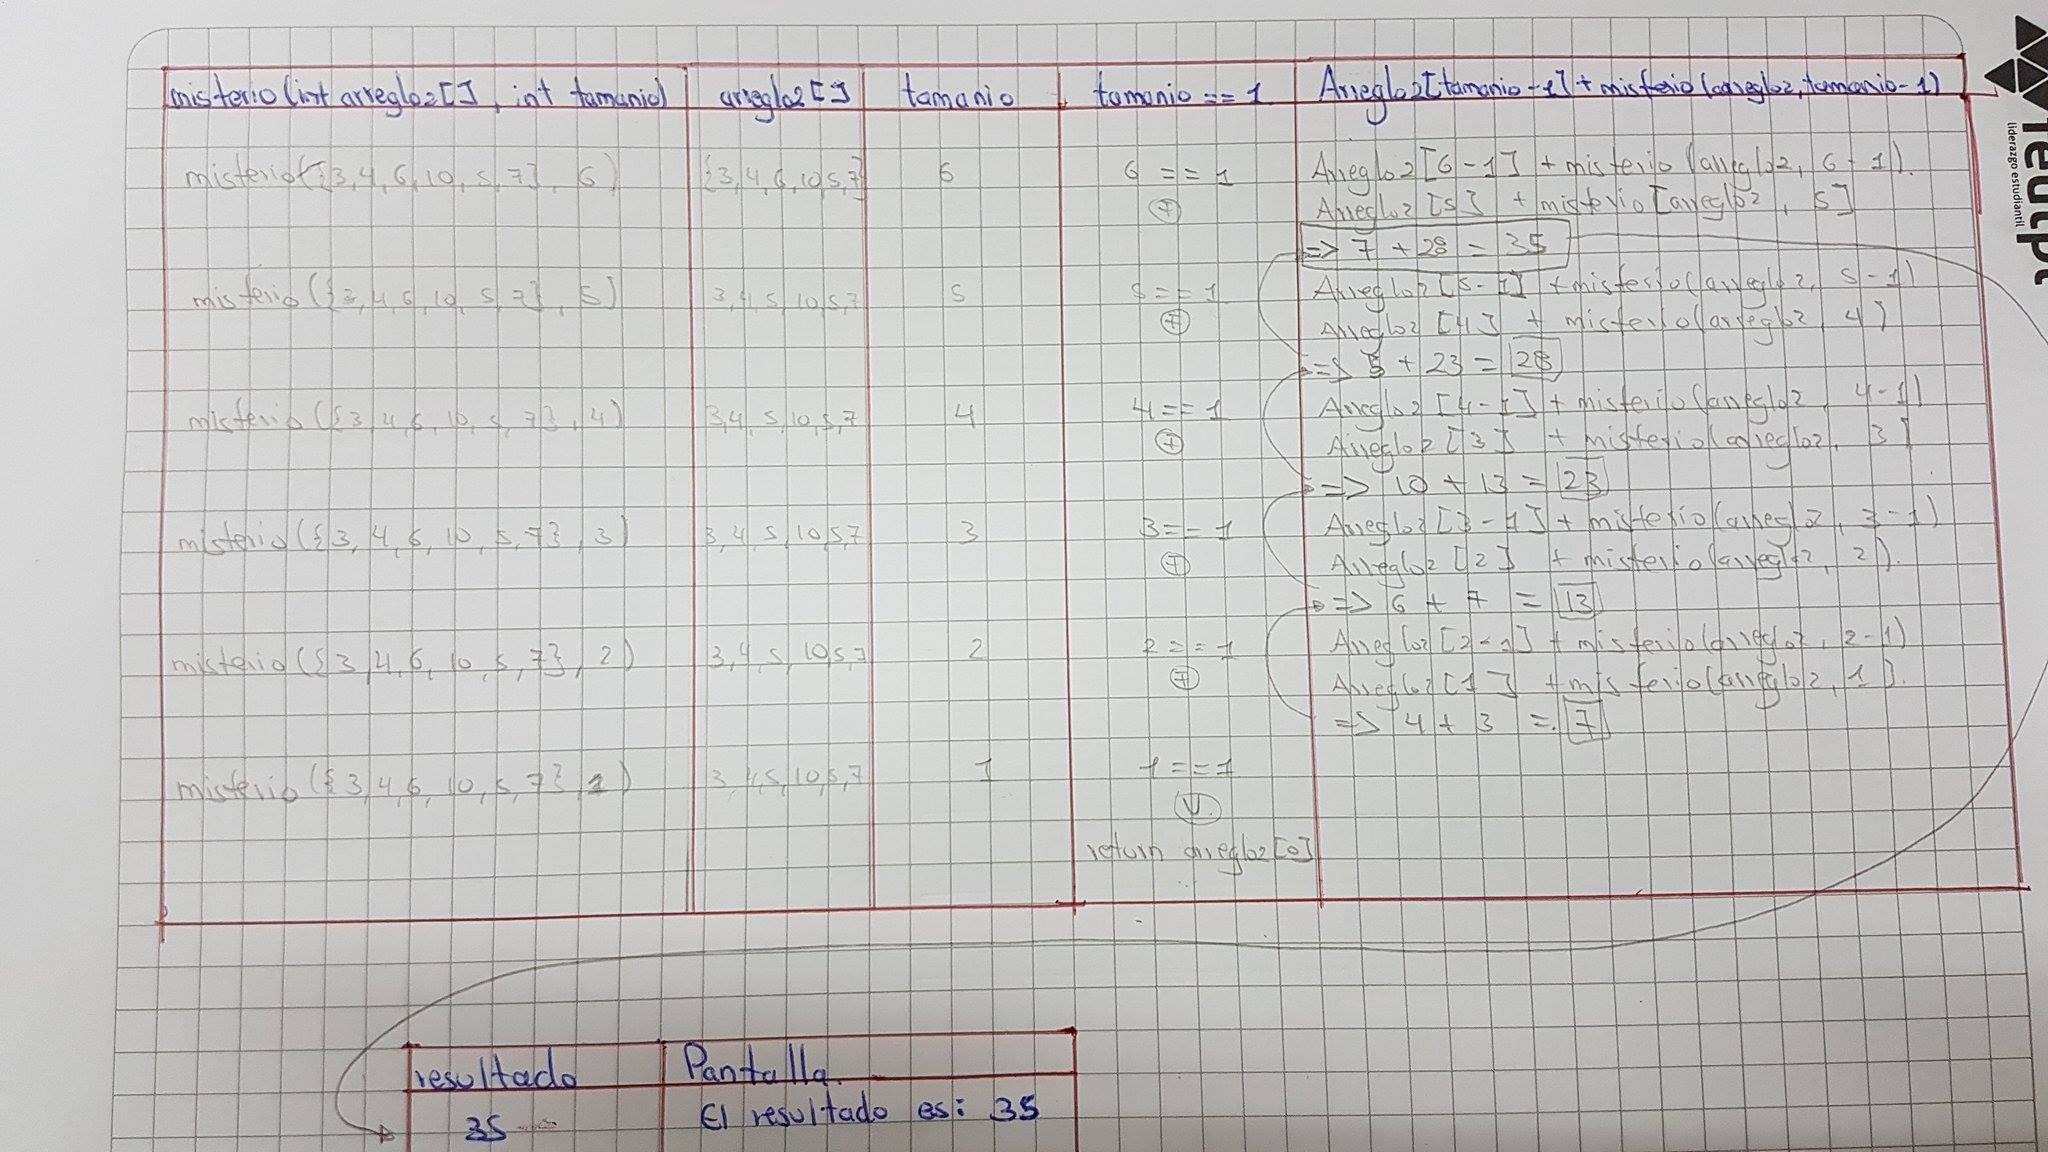 misterio(int arreglo2[], int tamanio) arreglo2[] tamanio tamanio == 1 Arreglo2[tamanio-1] + misterio(arreglo2, tamanio-1)
misterio({3,4,6,10,5,7}, 6) {3,4,6,10,5,7} 6 6 == 1 Arreglo2[6-1] + misterio(arreglo2, 6-1).
F Arreglo2[5] + misterio[arreglo2, 5]
=> 7 + 28 = 35
misterio({3,4,6,10,5,7}, 5] 3,4,5,10,5,7 5 5 == 1 Arreglo2[5-1] + misterio(arreglo2, 5-1)
F Arreglo2[4] + misterio(arreglo2, 4)
=> 5 + 23 = 28
misterio({3,4,6,10,5,7}, 4) 3,4,5,10,5,7 4 4 == 1 Arreglo2[4-1] + misterio(arreglo2, 4-1)
F Arreglo2[3] + misterio(arreglo2, 3]
=> 10 + 13 = 23
misterio({3,4,6,10,5,7}, 3) 3,4,5,10,5,7 3 3 == 1 Arreglo2[3-1] + misterio(arreglo2, 3-1)
F Arreglo2[2] + misterio(arreglo2, 2).
=> 6 + 7 = 13
misterio({3,4,6,10,5,7}, 2) 3,4,5,10,5,7 2 2 == 1 Arreglo2[2-1] + misterio(arreglo2, 2-1)
F Arreglo2[1] + misterio(arreglo2, 1).
=> 4 + 3 = 7
misterio({3,4,6,10,5,7}, 1) 3,4,5,10,5,7 1 1 == 1
V.
return arreglo2[0]
resultado Pantalla.
35 El resultado es: 35
feutpl
liderazgo estudiantil